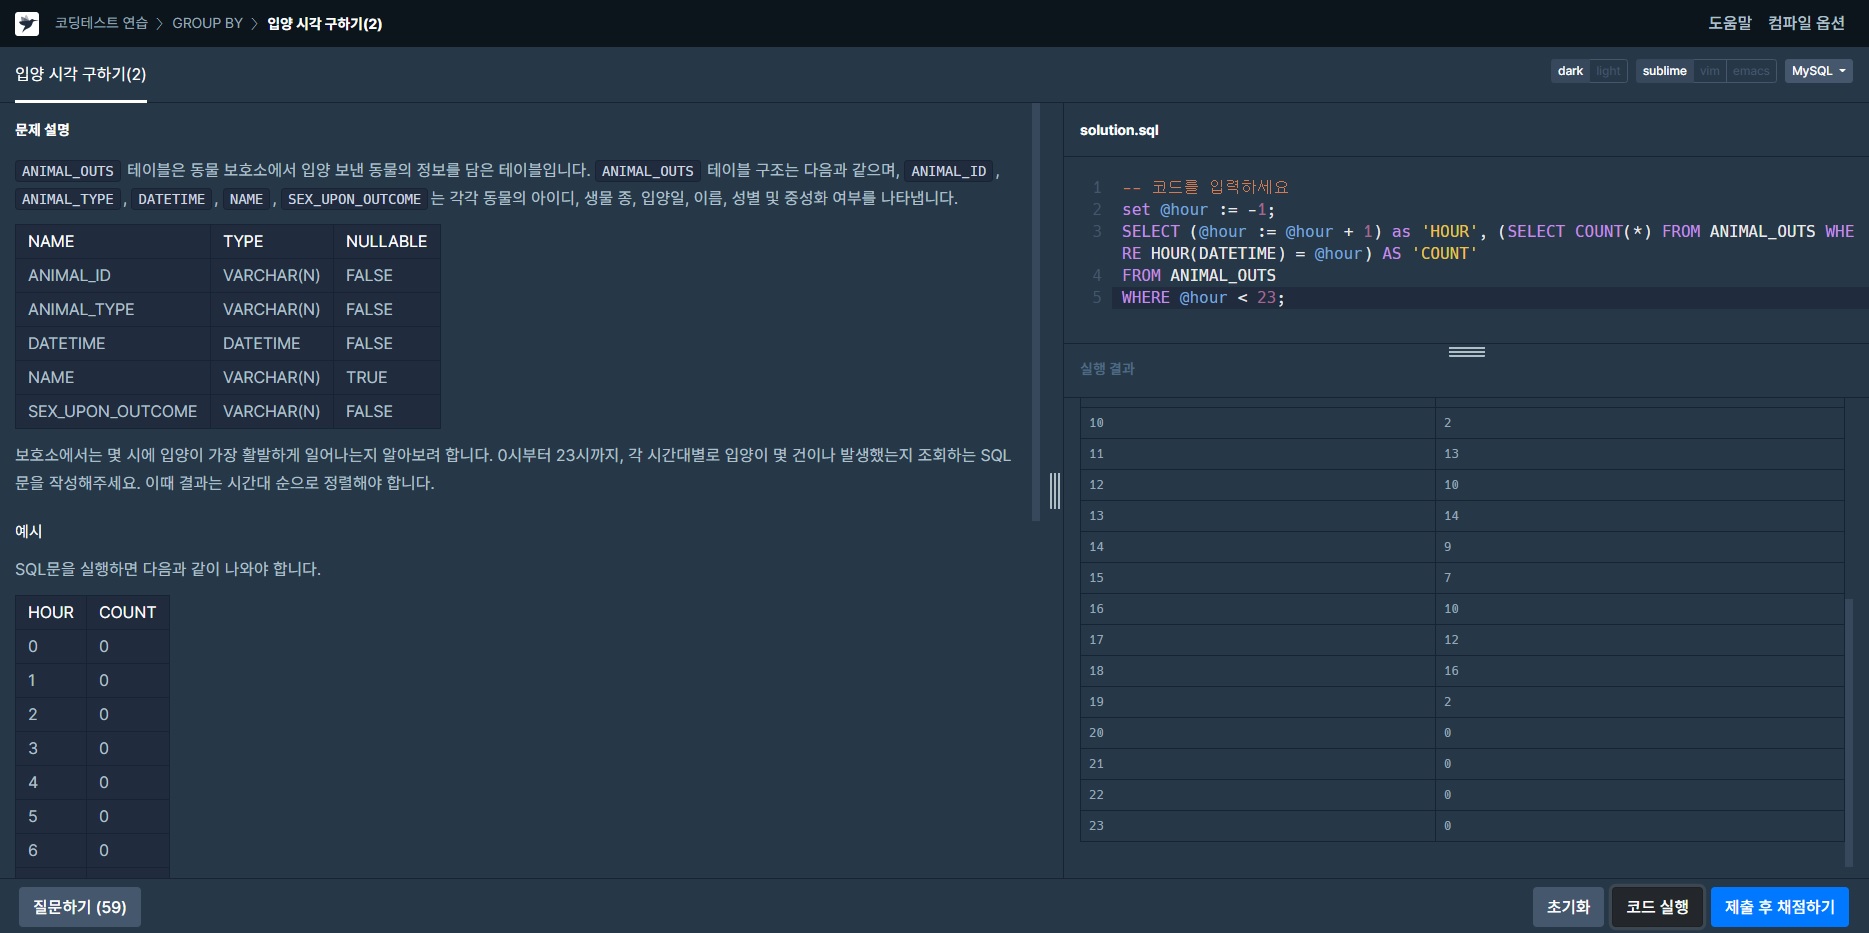 코딩테스트 연습 > GROUP BY > 입양 시각 구하기(2)
도움말 컴파일 옵션
입양 시각 구하기(2)
dark light sublime vim emacs MySQL
문제 설명
ANIMAL_OUTS 테이블은 동물 보호소에서 입양 보낸 동물의 정보를 담은 테이블입니다. ANIMAL_OUTS 테이블 구조는 다음과 같으며, ANIMAL_ID,
ANIMAL_TYPE, DATETIME, NAME, SEX_UPON_OUTCOME는 각각 동물의 아이디, 생물 종, 입양일, 이름, 성별 및 중성화 여부를 나타냅니다.
NAME TYPE NULLABLE
ANIMAL_ID VARCHAR(N) FALSE
ANIMAL_TYPE VARCHAR(N) FALSE
DATETIME DATETIME FALSE
NAME VARCHAR(N) TRUE
SEX_UPON_OUTCOME VARCHAR(N) FALSE
보호소에서는 몇 시에 입양이 가장 활발하게 일어나는지 알아보려 합니다. 0시부터 23시까지, 각 시간대별로 입양이 몇 건이나 발생했는지 조회하는 SQL
문을 작성해주세요. 이때 결과는 시간대 순으로 정렬해야 합니다.
예시
SQL문을 실행하면 다음과 같이 나와야 합니다.
HOUR COUNT
0 0
1 0
2 0
3 0
4 0
5 0
6 0
solution.sql
1 -- 코드를 입력하세요
2 set @hour := -1;
3 SELECT (@hour := @hour + 1) as 'HOUR', (SELECT COUNT(*) FROM ANIMAL_OUTS WHE
RE HOUR(DATETIME) = @hour) AS 'COUNT'
4 FROM ANIMAL_OUTS
5 WHERE @hour < 23;
실행 결과
10 2
11 13
12 10
13 14
14 9
15 7
16 10
17 12
18 16
19 2
20 0
21 0
22 0
23 0
질문하기 (59)
초기화 코드 실행 제출 후 채점하기